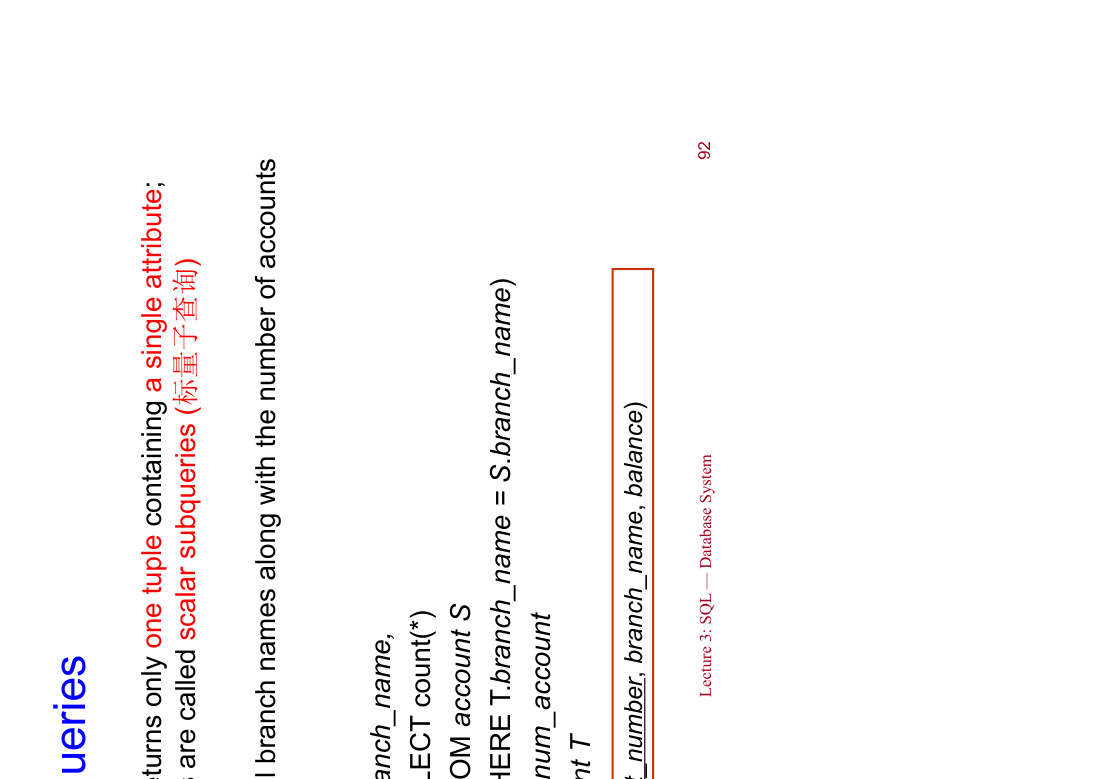 ueries
eturns only one tuple containing a single attribute;
s are called scalar subqueries (标量子查询)
l branch names along with the number of accounts
anch_name,
LECT count(*)
OM account S
HERE T.branch_name = S.branch_name)
num_account
nt T
t_number, branch_name, balance)
Lecture 3: SQL — Database System
92